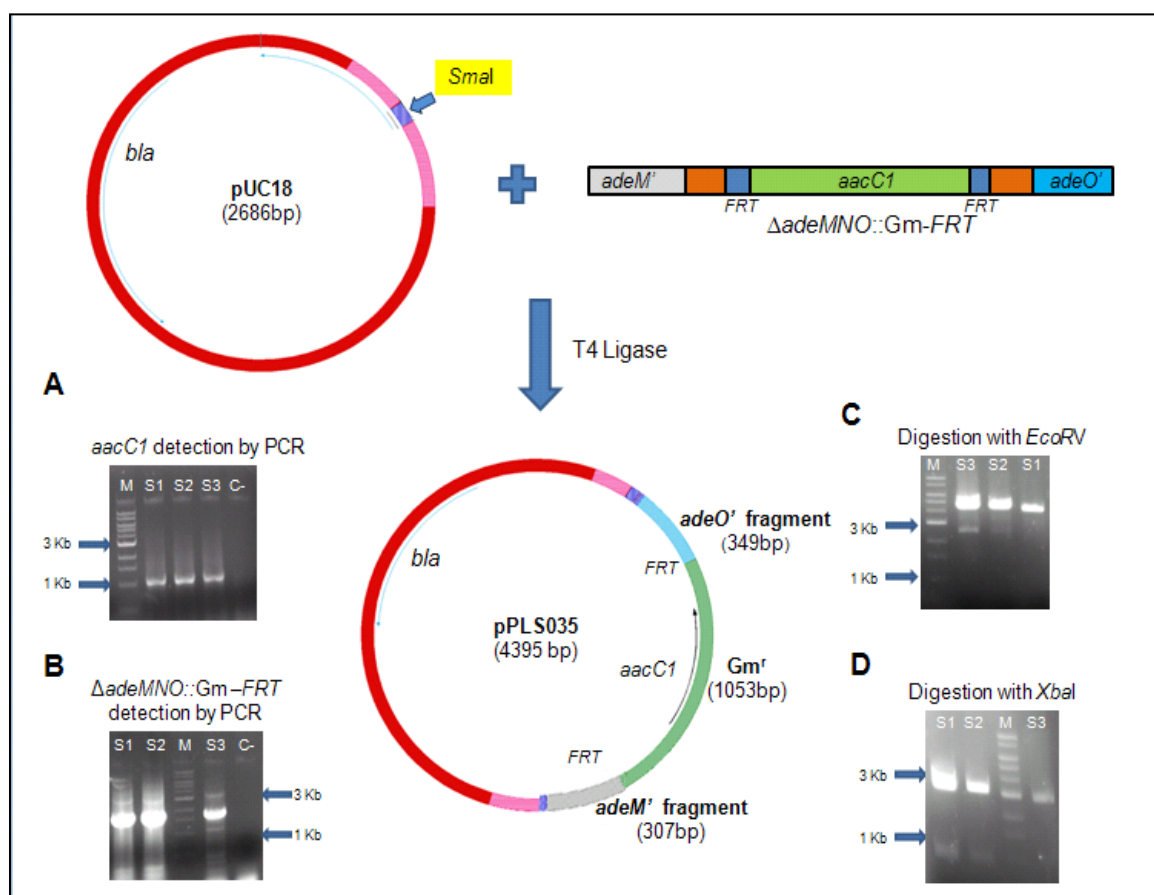 SmaI
bla
pUC18
(2686bp)
adeM’
aacC1
adeO’
FRT
FRT
ΔadeMNO::Gm-FRT
T4 Ligase
A
aacC1 detection by PCR
M S1 S2 S3 C-
3 Kb
1 Kb
B
ΔadeMNO::Gm –FRT
detection by PCR
S1 S2 M S3 C-
3 Kb
1 Kb
bla
pPLS035
(4395 bp)
adeO’ fragment
(349bp)
FRT
aacC1
Gmʳ
(1053bp)
FRT
adeM’ fragment
(307bp)
C
Digestion with EcoRV
M S3 S2 S1
3 Kb
1 Kb
D
Digestion with XbaI
S1 S2 M S3
3 Kb
1 Kb